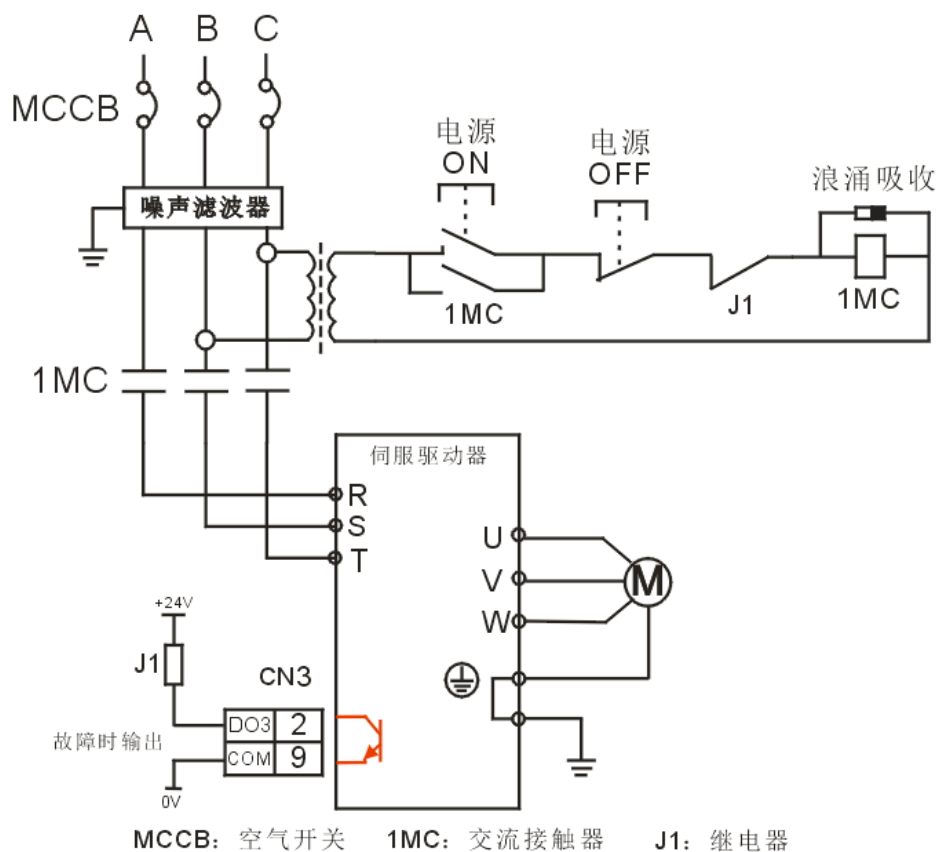 A B C
MCCB
电源
ON
电源
OFF
浪涌吸收
噪声滤波器
1MC
J1
1MC
1MC
伺服驱动器
R
S
T
U
V
W
M
+24V
J1
CN3
DO3 2
COM 9
故障时输出
0V
MCCB: 空气开关 1MC: 交流接触器 J1: 继电器